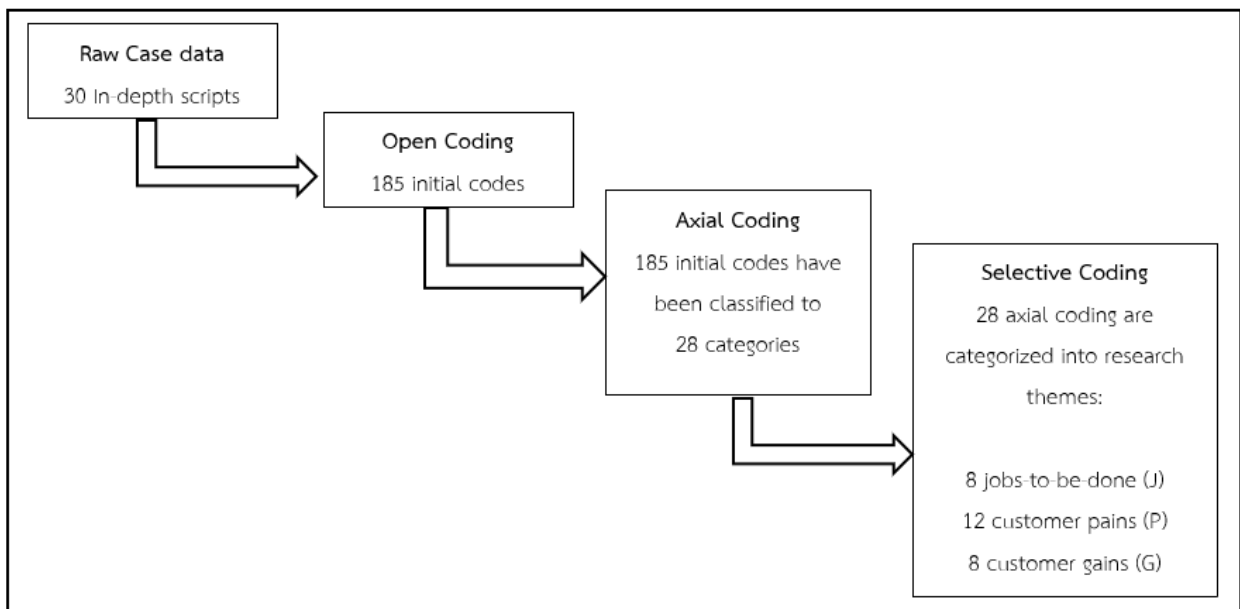 Raw Case data
30 in-depth scripts
Open Coding
185 initial codes
Axial Coding
185 initial codes have
been classified to
28 categories
Selective Coding
28 axial coding are
categorized into research
themes:
8 jobs-to-be-done (J)
12 customer pains (P)
8 customer gains (G)